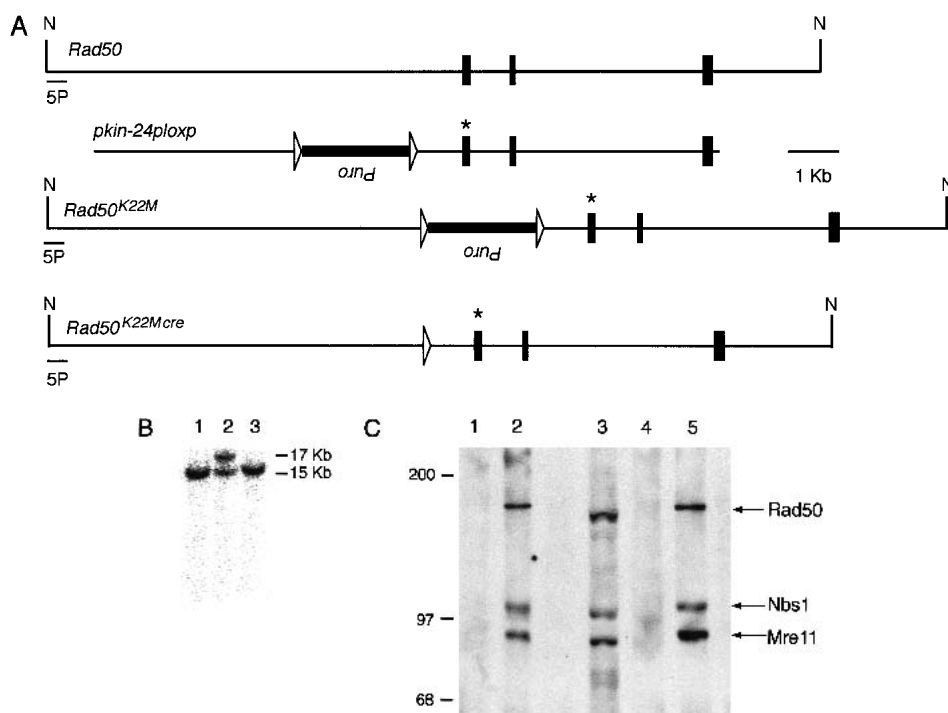 A
N N
Rad50
5P
pkin-24ploxp
*
Puro
1 Kb
N N
Rad50K22M
*
Puro
5P
N N
Rad50K22Mcre
*
5P
B 1 2 3
17 Kb
15 Kb
C 1 2 3 4 5
200
97
68
Rad50
Nbs1
Mre11